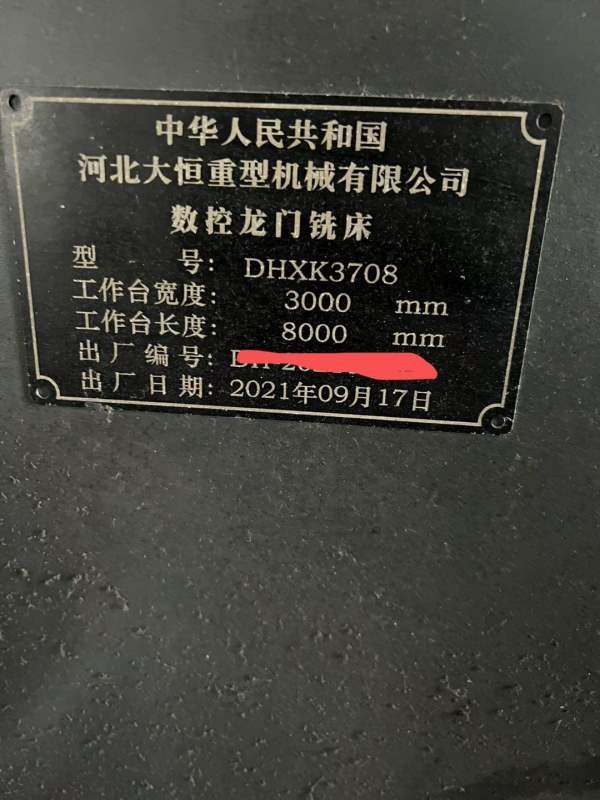 中华人民共和国
河北大恒重型机械有限公司
数控龙门铣床
型 号: DHXK3708
工作台宽度: 3000 mm
工作台长度: 8000 mm
出厂编号:
出厂日期: 2021年09月17日